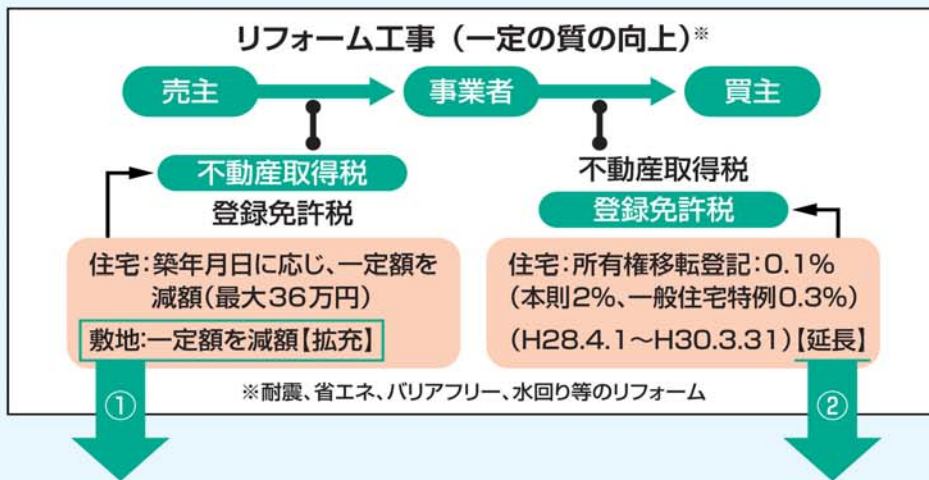 リフォーム工事（一定の質の向上）※
売主
事業者
買主
不動産取得税
登録免許税
不動産取得税
登録免許税
住宅：築年月日に応じ、一定額を
減額（最大36万円）
敷地：一定額を減額【拡充】
住宅：所有権移転登記：0.1%
（本則2%、一般住宅特例0.3%）
（H28.4.1～H30.3.31）【延長】
※耐震、省エネ、バリアフリー、水回り等のリフォーム
①
②